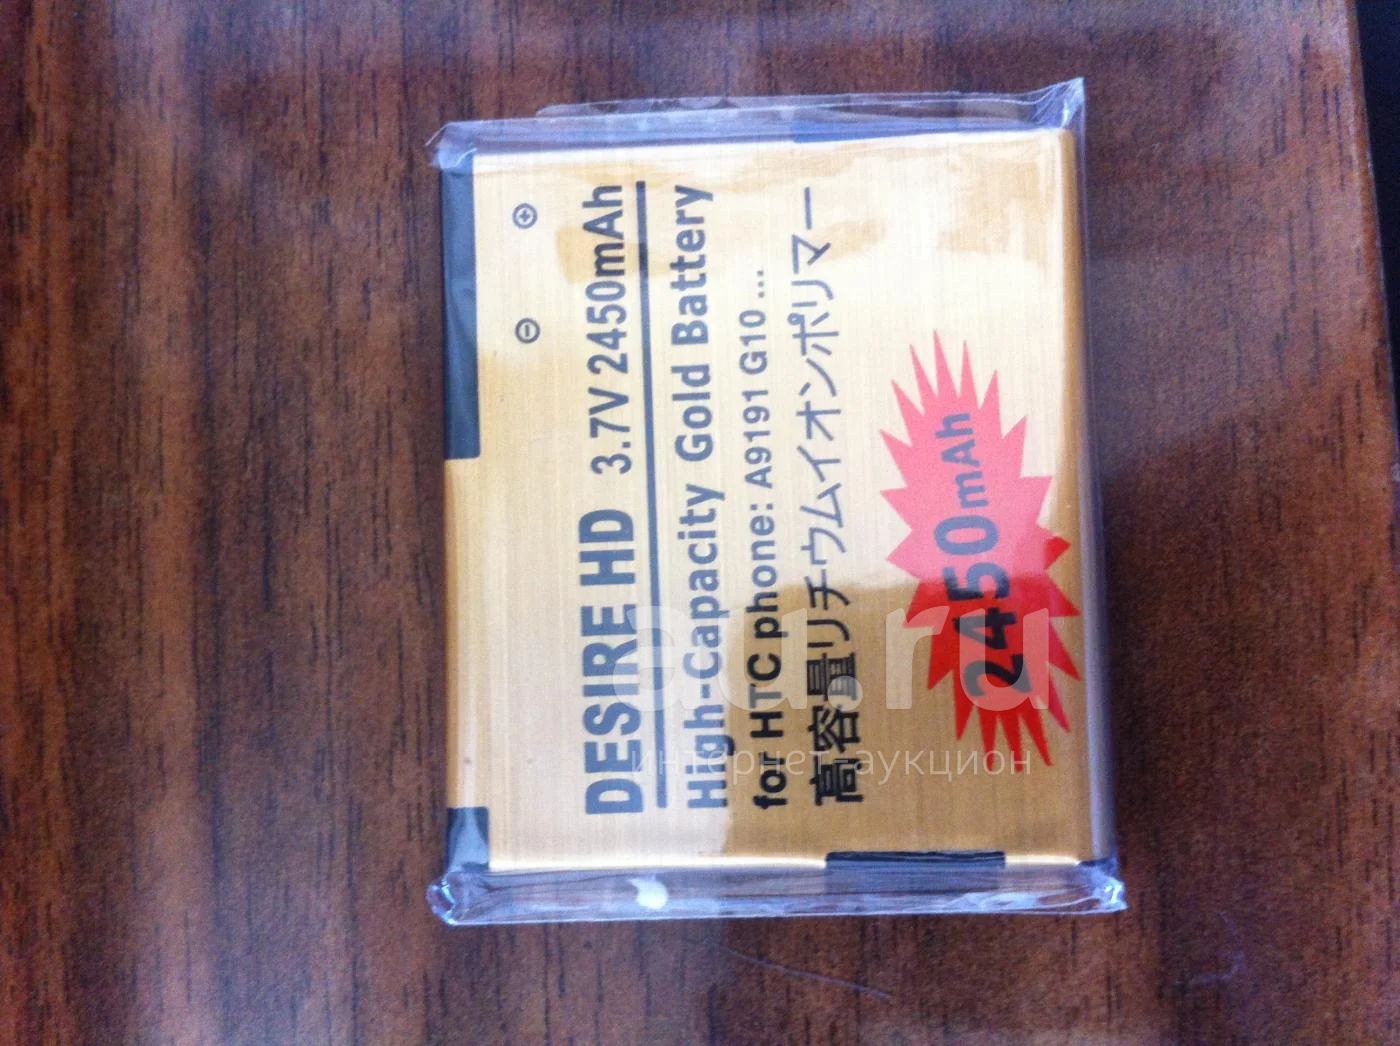 DESIRE HD 3.7V 2450mAh
High-Capacity Gold Battery
for HTC phone: A9191 G10 ...
高容量リチウムイオンポリマー
2450mAh
au.ru
интернет аукцион